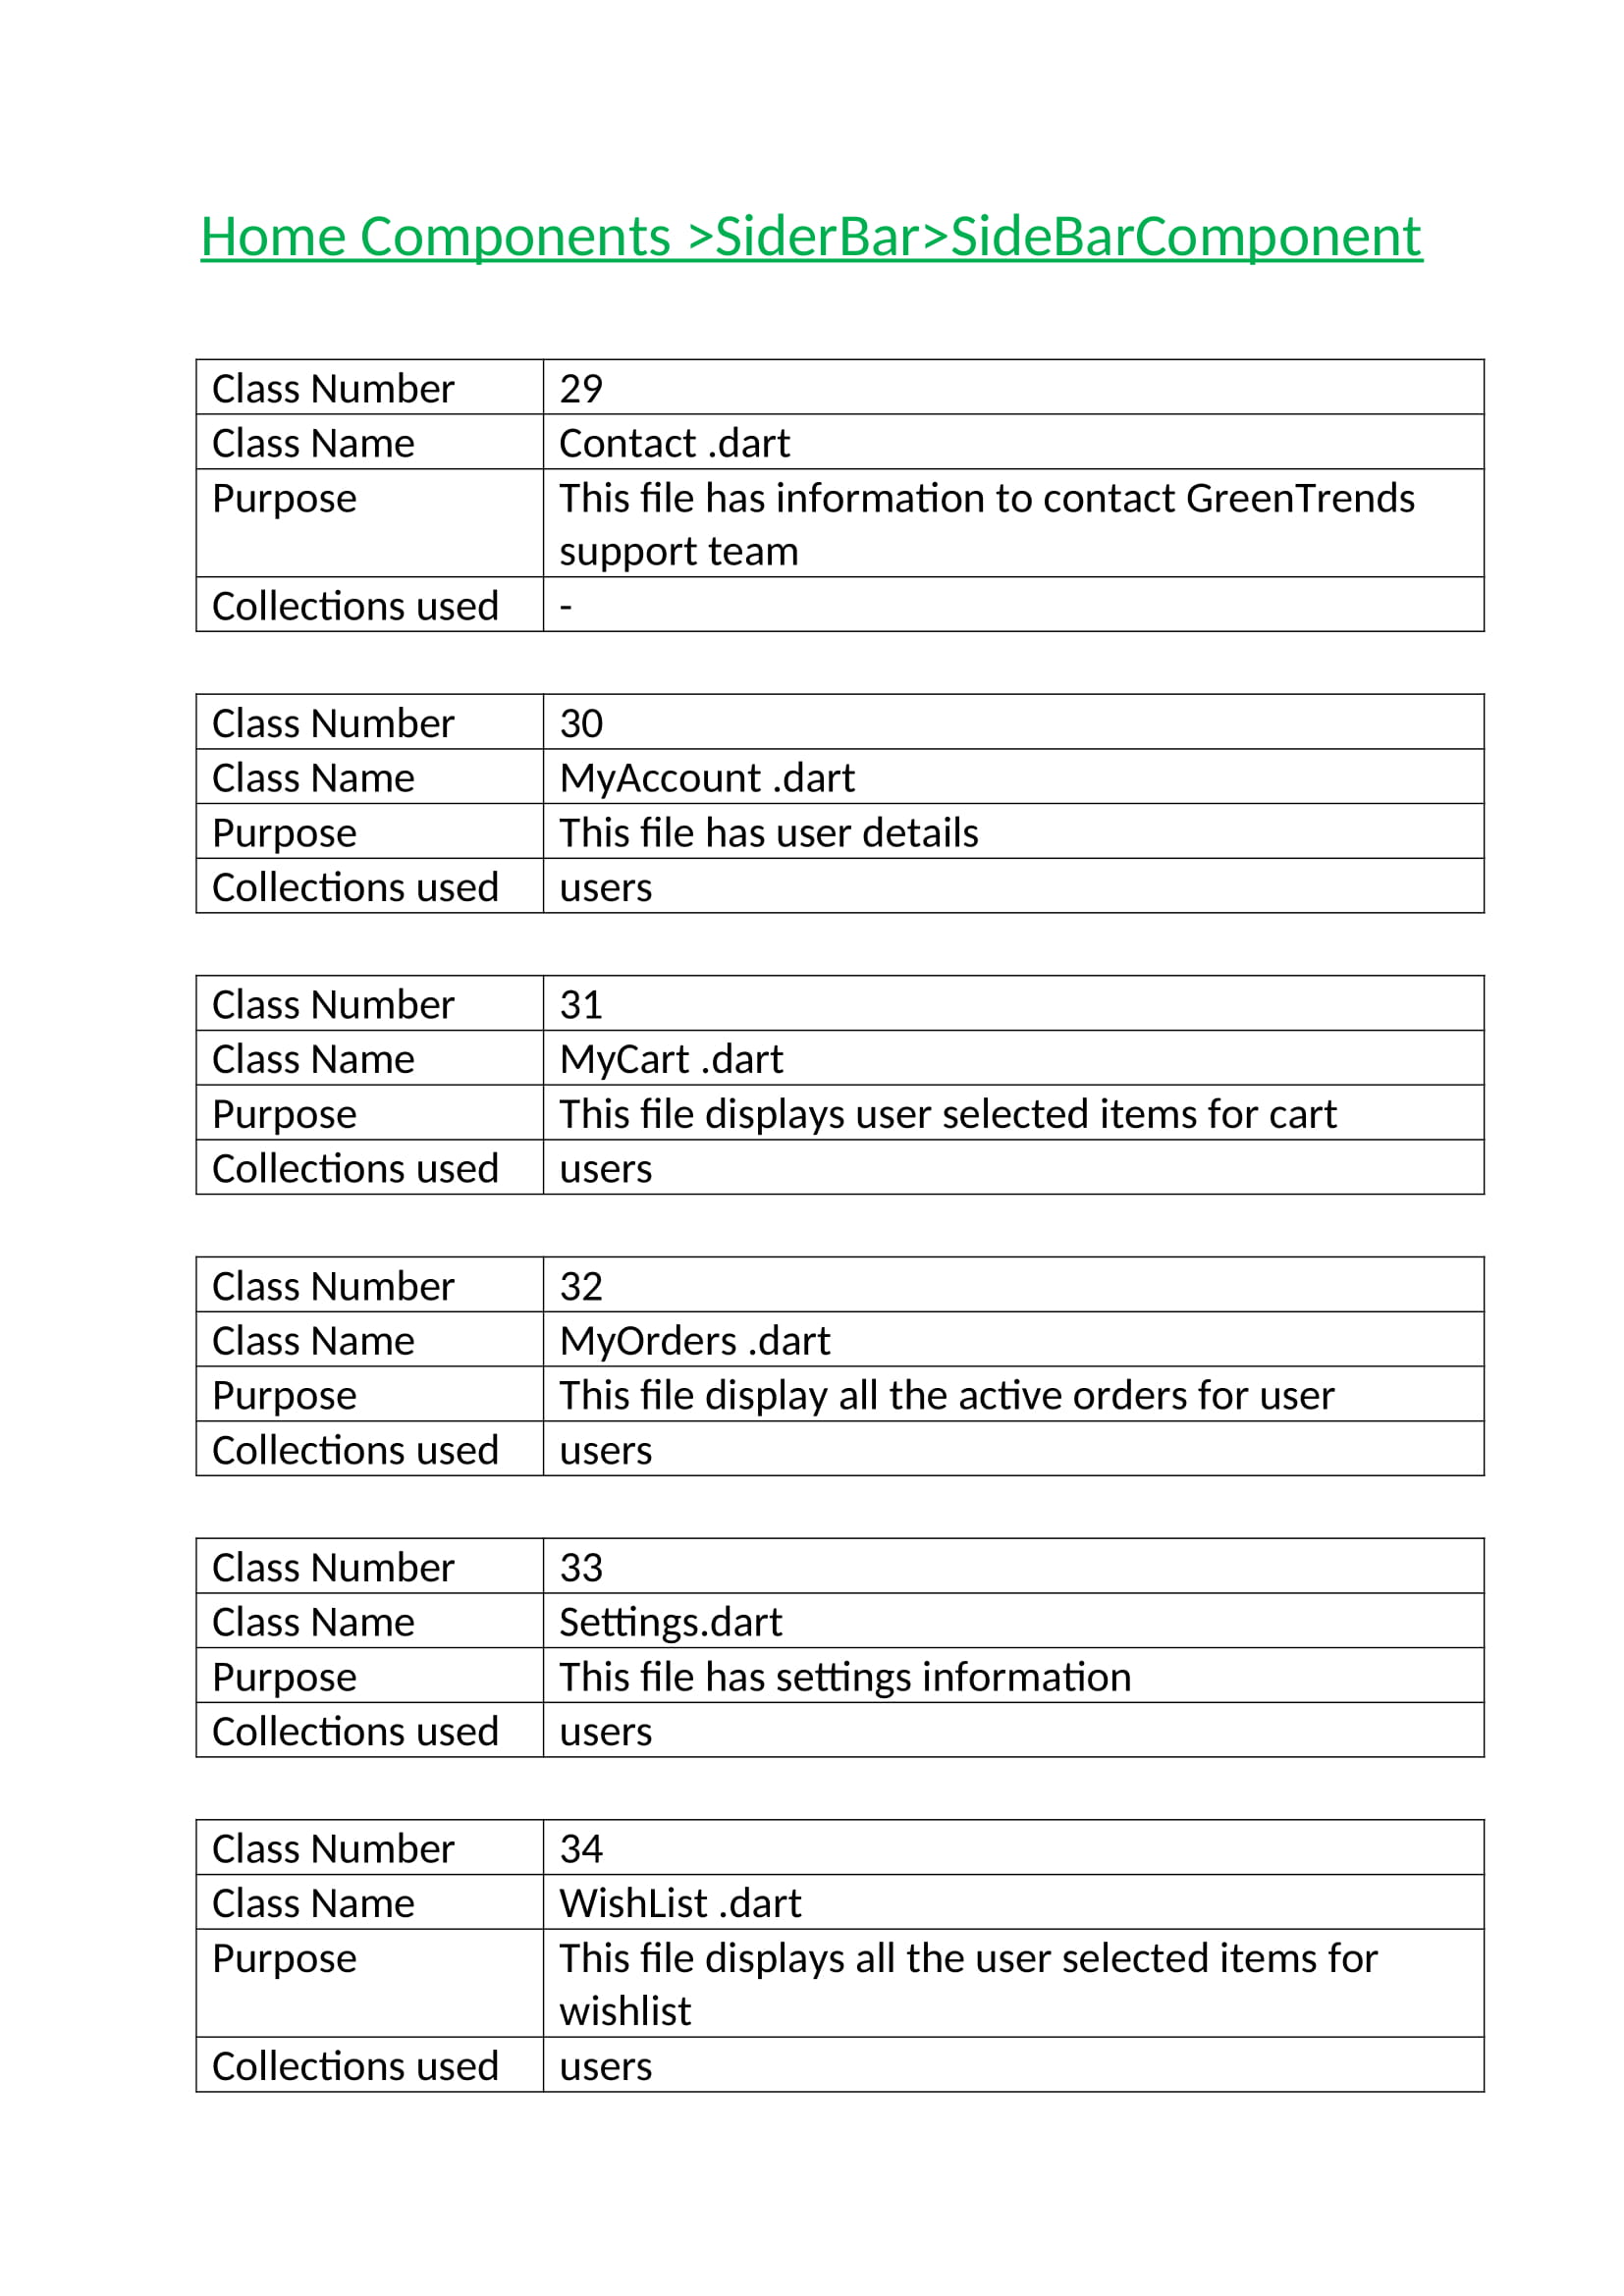 Home Components >SiderBar>SideBarComponent
Class Number 29
Class Name Contact .dart
Purpose This file has information to contact GreenTrends
support team
Collections used -
Class Number 30
Class Name MyAccount .dart
Purpose This file has user details
Collections used users
Class Number 31
Class Name MyCart .dart
Purpose This file displays user selected items for cart
Collections used users
Class Number 32
Class Name MyOrders .dart
Purpose This file display all the active orders for user
Collections used users
Class Number 33
Class Name Settings.dart
Purpose This file has settings information
Collections used users
Class Number 34
Class Name WishList .dart
Purpose This file displays all the user selected items for
wishlist
Collections used users